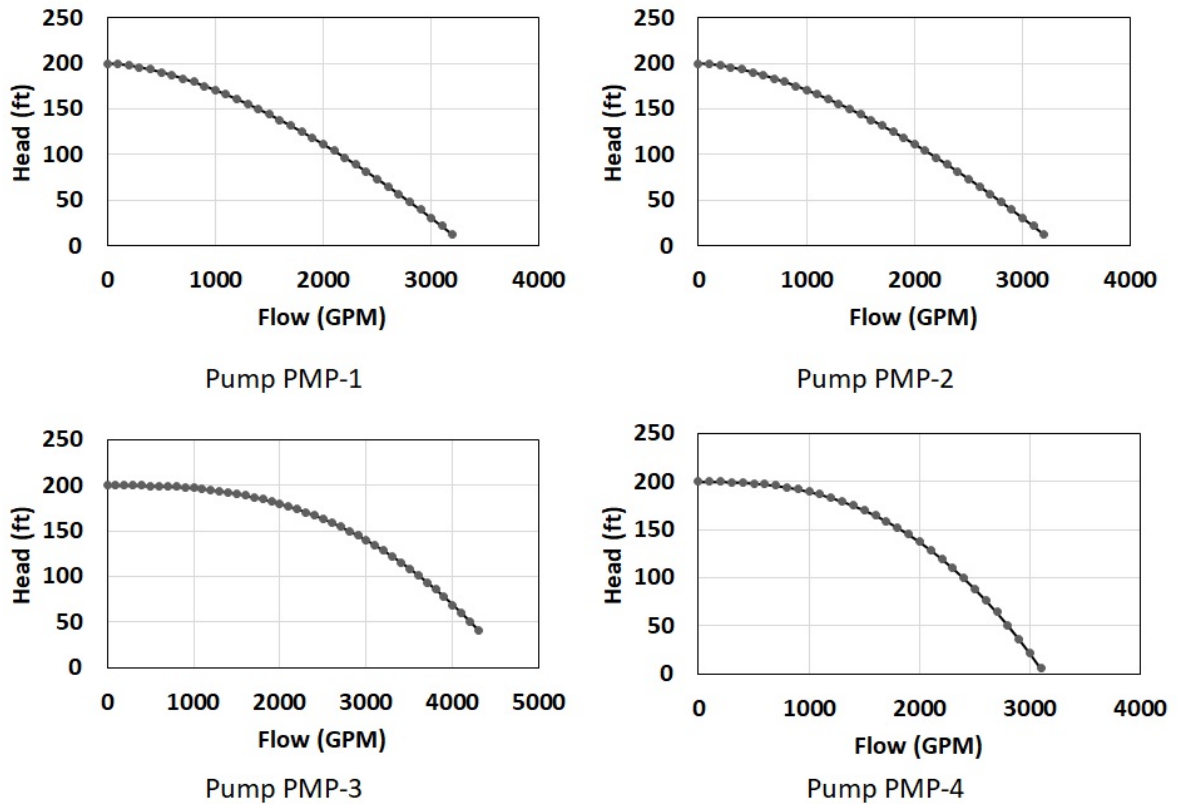 250
200
150
100
50
0
Head (ft)
0 1000 2000 3000 4000
Flow (GPM)
Pump PMP-1
250
200
150
100
50
0
Head (ft)
0 1000 2000 3000 4000
Flow (GPM)
Pump PMP-2
250
200
150
100
50
0
Head (ft)
0 1000 2000 3000 4000 5000
Flow (GPM)
Pump PMP-3
250
200
150
100
50
0
Head (ft)
0 1000 2000 3000 4000
Flow (GPM)
Pump PMP-4